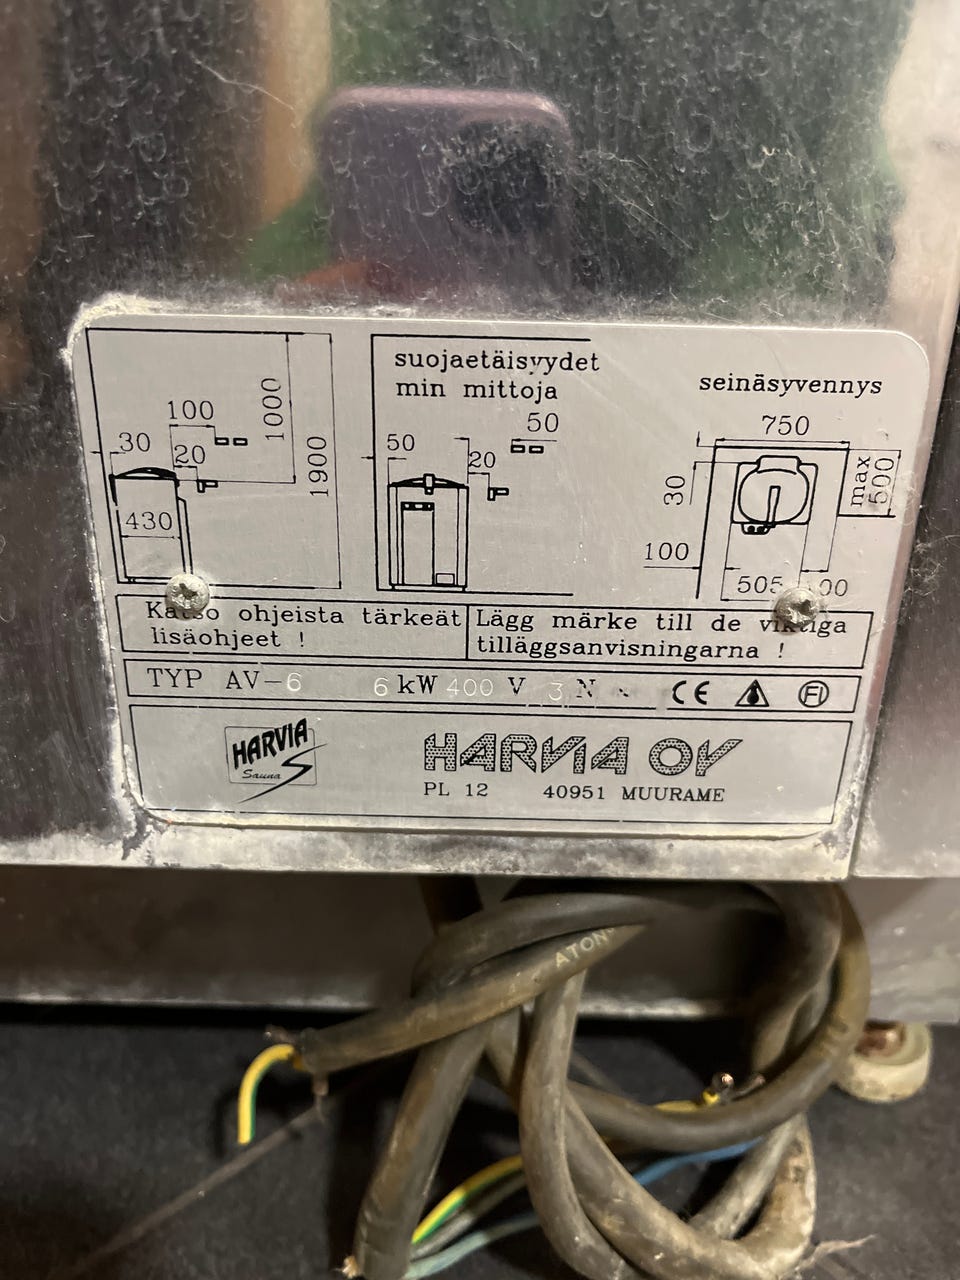 suojaetäisyydet
min mittoja
seinäsyvennys
100
30
20
1000
1900
430
50
50
20
750
30
max
500
100
505
Katso ohjeista tärkeät
lisäohjeet !
Lägg märke till de viktiga
tilläggsanvisningarna !
TYP AV-6 6 kW 400 V 3 N ~ CE FI
HARVIA
Sauna
HARVIA OY
PL 12 40951 MUURAME